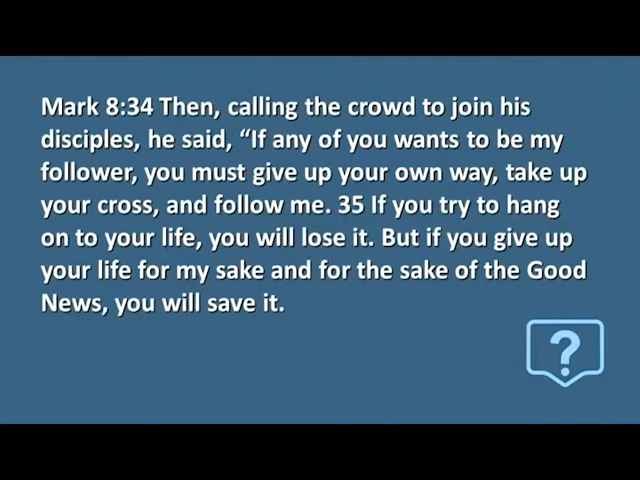 Mark 8:34 Then, calling the crowd to join his
disciples, he said, “If any of you wants to be my
follower, you must give up your own way, take up
your cross, and follow me. 35 If you try to hang
on to your life, you will lose it. But if you give up
your life for my sake and for the sake of the Good
News, you will save it.
?